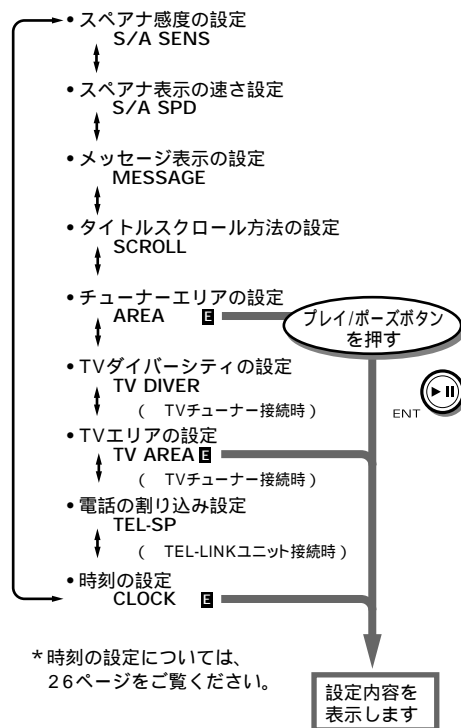 •スペアナ感度の設定
S/A SENS
•スペアナ表示の速さ設定
S/A SPD
•メッセージ表示の設定
MESSAGE
•タイトルスクロール方法の設定
SCROLL
•チューナーエリアの設定
AREA E
プレイ/ポーズボタン
を押す
ENT
•TVダイバーシティの設定
TV DIVER
( TVチューナー接続時)
•TVエリアの設定
TV AREA E
( TVチューナー接続時)
•電話の割り込み設定
TEL-SP
( TEL-LINKユニット接続時)
•時刻の設定
CLOCK E
*時刻の設定については、
26ページをご覧ください。
設定内容を
表示します